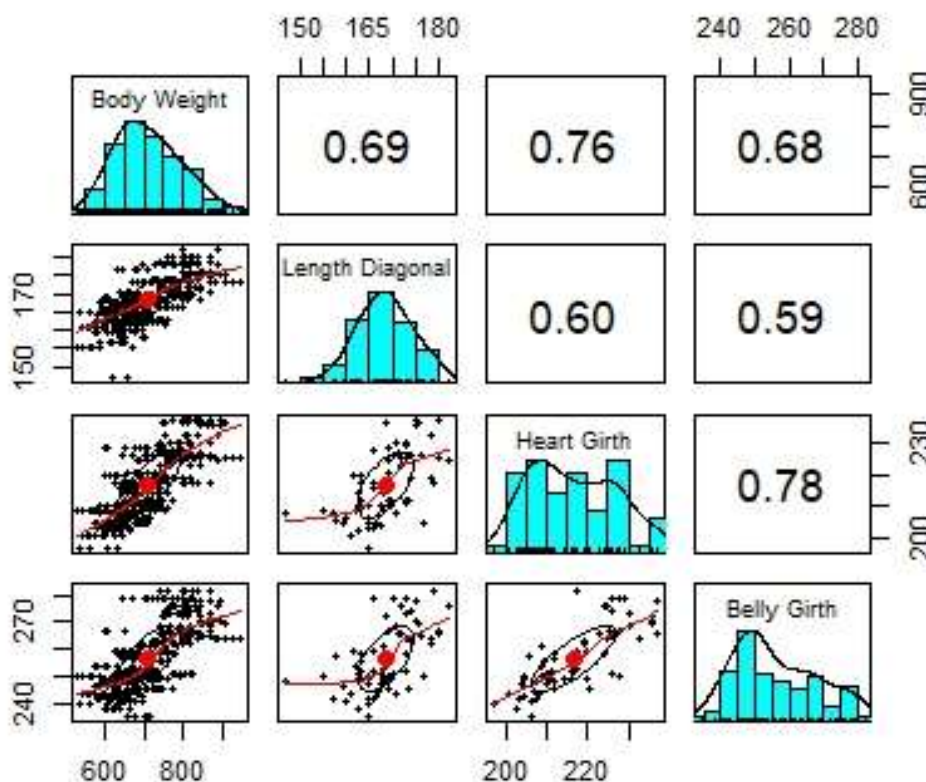 150 165 180 240 260 280
Body Weight
0.69
0.76
0.68
600 900
150 170
Length Diagonal
0.60
0.59
Heart Girth
0.78
200 230
240 270
Belly Girth
600 800 200 220